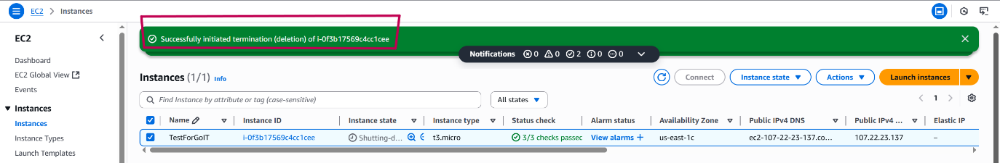 EC2 > Instances
EC2
Dashboard
EC2 Global View
Events
Instances
Instances
Instance Types
Launch Templates
Successfully initiated termination (deletion) of i-0f3b17569c4cc1cee
Notifications 0 0 2 0 0
Instances (1/1) Info
Connect Instance state Actions Launch instances
Find Instance by attribute or tag (case-sensitive) All states 1
Name Instance ID Instance state Instance type Status check Alarm status Availability Zone Public IPv4 DNS Public IPv4 ... Elastic IP
TestForGoIT i-0f3b17569c4cc1cee Shutting-d... t3.micro 3/3 checks passec View alarms + us-east-1c ec2-107-22-23-137.co... 107.22.23.137 –